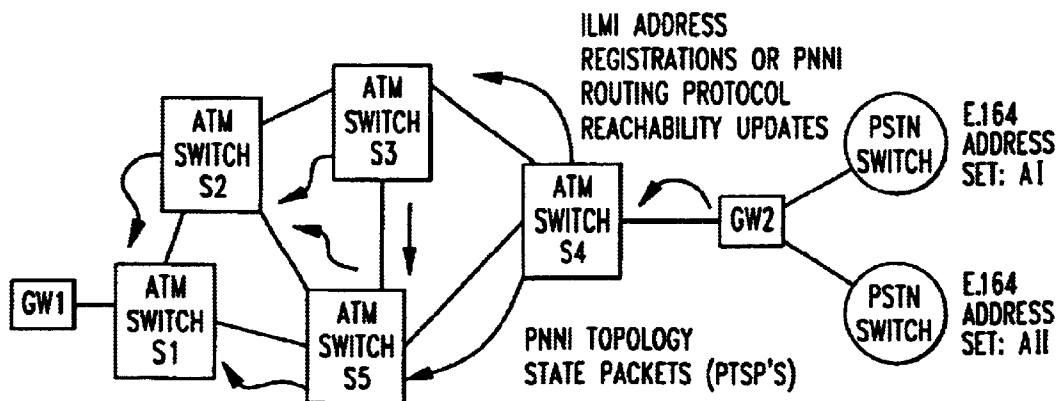 ILMI ADDRESS
REGISTRATIONS OR PNNI
ROUTING PROTOCOL
REACHABILITY UPDATES
ATM
SWITCH
S3
ATM
SWITCH
S2
PSTN
SWITCH
E.164
ADDRESS
SET: AI
ATM
SWITCH
S4
GW2
GW1
ATM
SWITCH
S1
ATM
SWITCH
S5
PSTN
SWITCH
E.164
ADDRESS
SET: AII
PNNI TOPOLOGY
STATE PACKETS (PTSP'S)